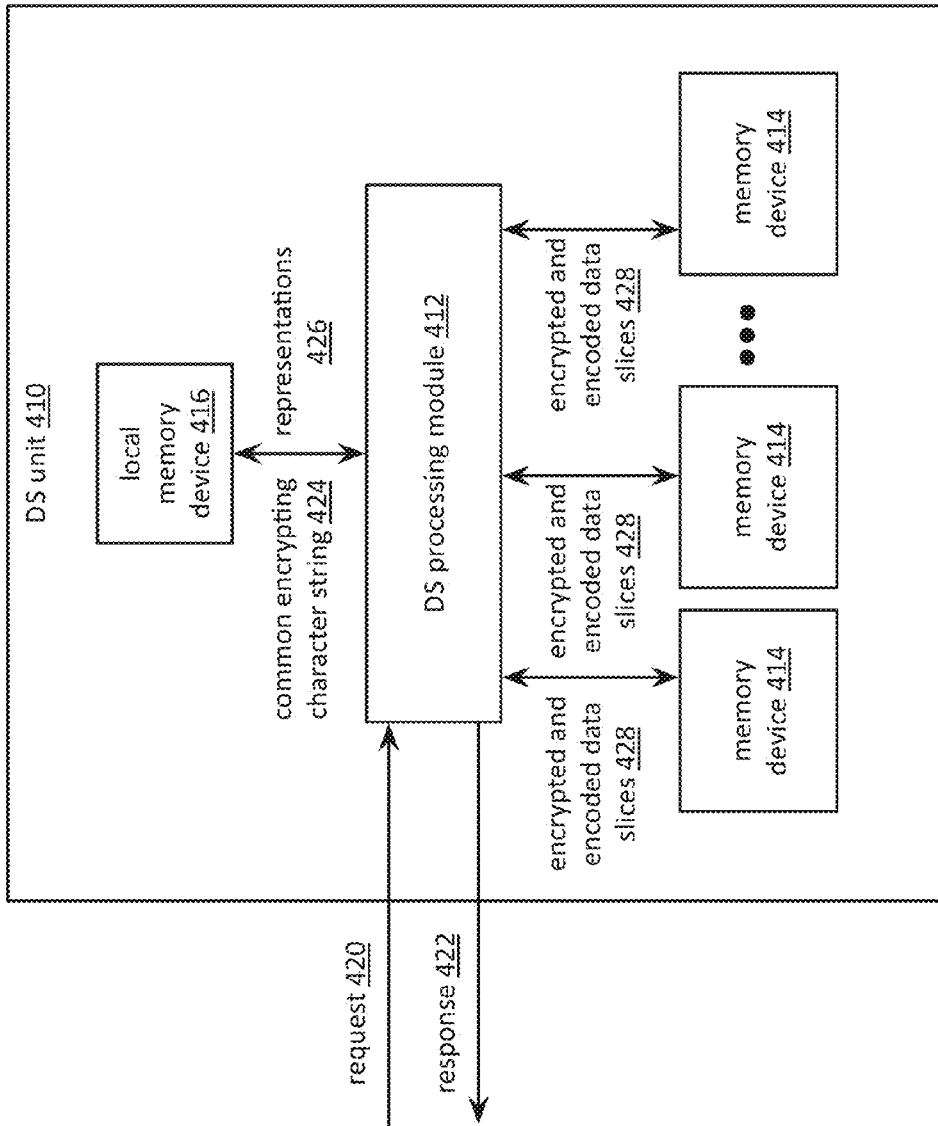 DS unit 410
local
memory
device 416
common encrypting
character string 424
representations
426
request 420
response 422
DS processing module 412
encrypted and
encoded data
slices 428
encrypted and
encoded data
slices 428
encrypted and
encoded data
slices 428
memory
device 414
memory
device 414
memory
device 414